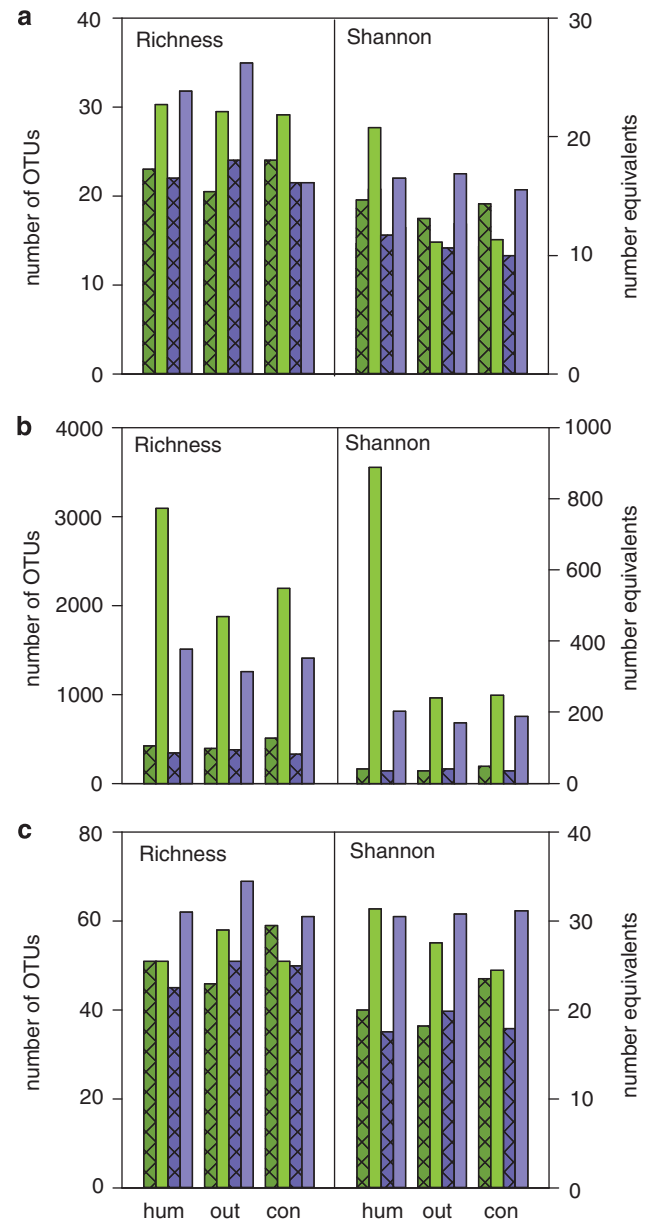 a
Richness
Shannon
number of OTUs
40
30
20
10
0
number equivalents
30
20
10
0
b
Richness
Shannon
number of OTUs
4000
3000
2000
1000
0
number equivalents
1000
800
600
400
200
0
c
Richness
Shannon
number of OTUs
80
60
40
20
0
number equivalents
40
30
20
10
0
hum out con hum out con